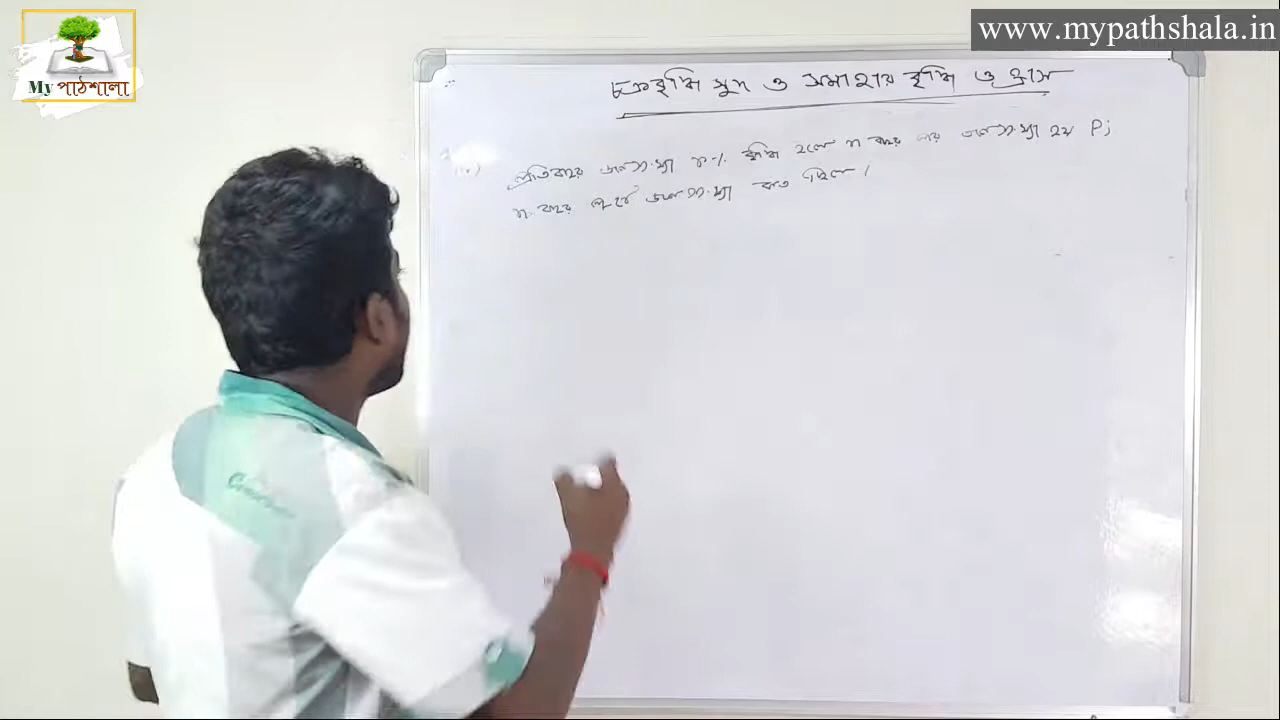 www.mypathshala.in
My পাঠশালা
চক্রবৃদ্ধি সুদ ও সমাহার বৃদ্ধি ও হ্রাস
(iv) প্রতিবছর জনসংখ্যা r% বৃদ্ধি হলে n বছর পর জনসংখ্যা হয় P;
n বছর পূর্বে জনসংখ্যা কত ছিল।